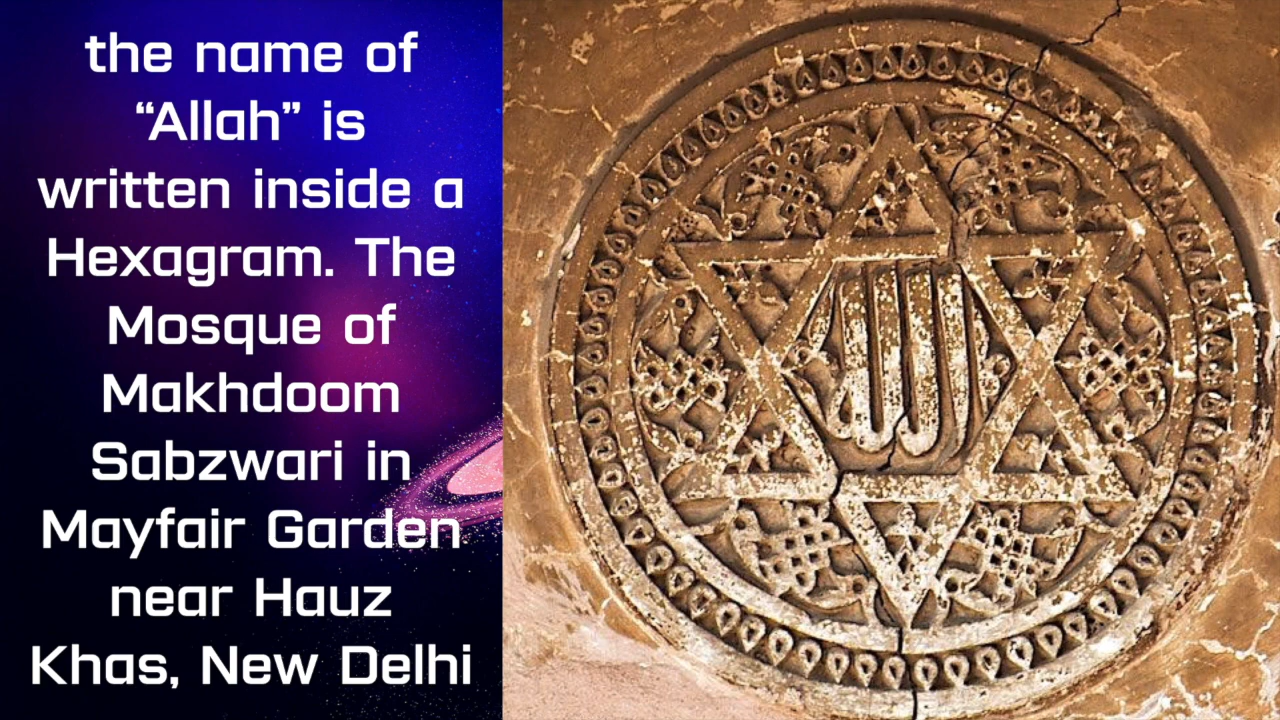 the name of
“Allah” is
written inside a
Hexagram. The
Mosque of
Makhdoom
Sabzwari in
Mayfair Garden
near Hauz
Khas, New Delhi
الله